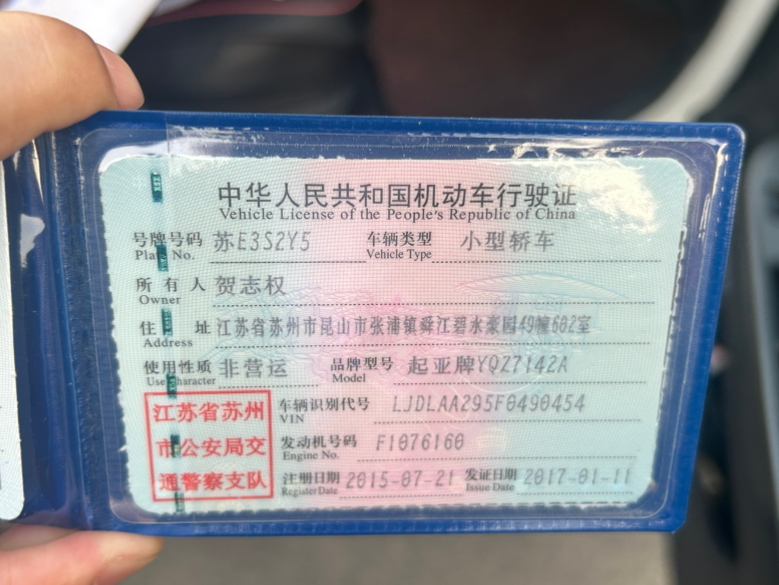 中华人民共和国机动车行驶证
Vehicle License of the People's Republic of China
号牌号码 苏E3S2Y5 车辆类型 小型轿车
Plate No. Vehicle Type
所有人 贺志权
Owner
住址 江苏省苏州市昆山市张浦镇舜江碧水豪园49幢602室
Address
使用性质 非营运 品牌型号 起亚牌YQZ7142A
Use Character Model
江苏省苏州
市公安局交
通警察支队
车辆识别代号 LJDLAA295F0490454
VIN
发动机号码 F1076160
Engine No.
注册日期 2015-07-21 发证日期 2017-01-11
Register Date Issue Date